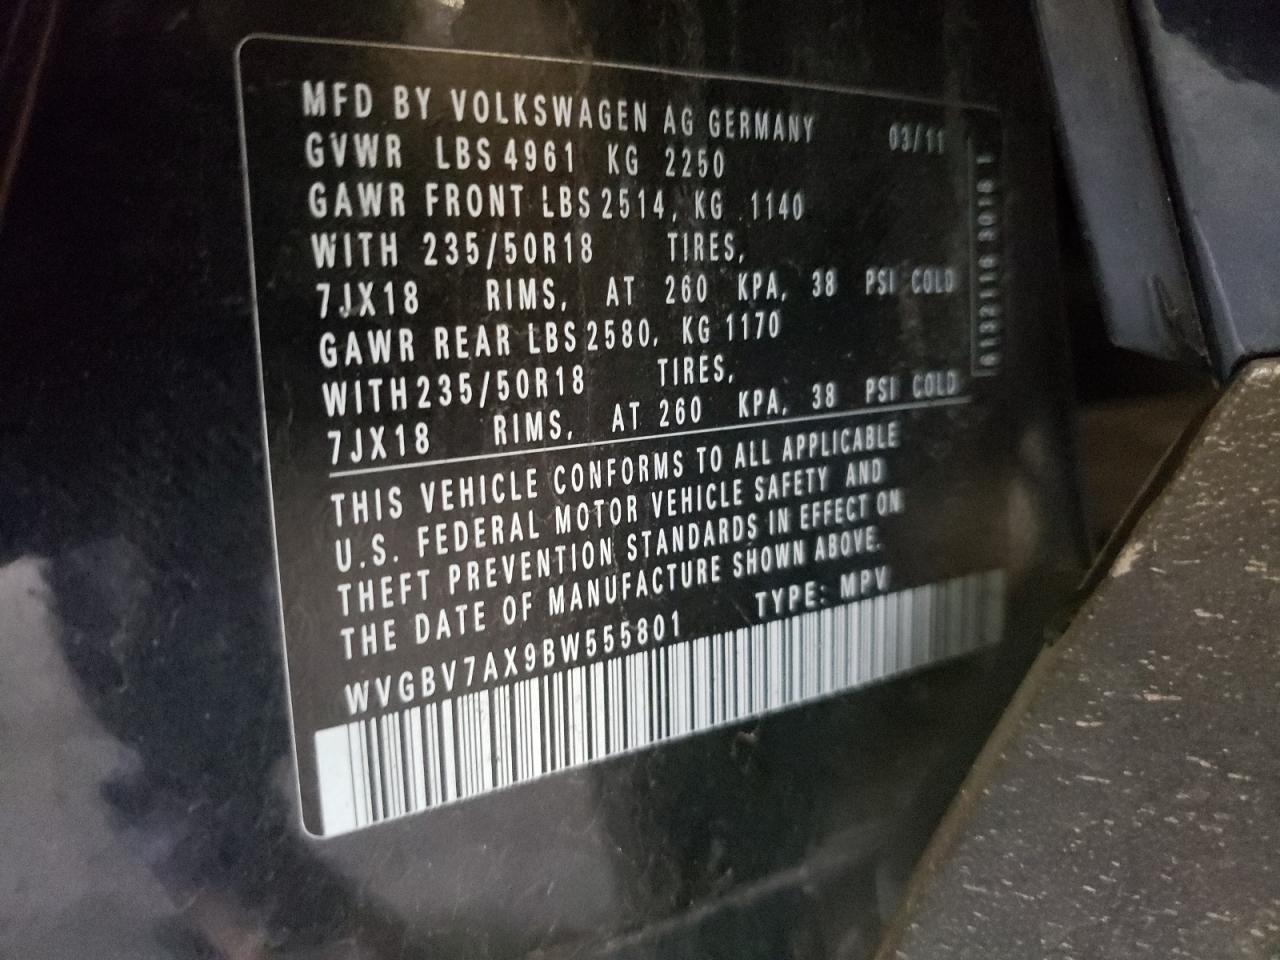 MFD BY VOLKSWAGEN AG GERMANY 03/11
GVWR LBS 4961 KG 2250
GAWR FRONT LBS 2514, KG 1140
WITH 235/50R18 TIRES,
7JX18 RIMS, AT 260 KPA, 38 PSI COLD
GAWR REAR LBS 2580, KG 1170
WITH 235/50R18 TIRES,
7JX18 RIMS, AT 260 KPA, 38 PSI COLD
THIS VEHICLE CONFORMS TO ALL APPLICABLE
U.S. FEDERAL MOTOR VEHICLE SAFETY AND
THEFT PREVENTION STANDARDS IN EFFECT ON
THE DATE OF MANUFACTURE SHOWN ABOVE.
WVGBV7AX9BW555801 TYPE: MPV